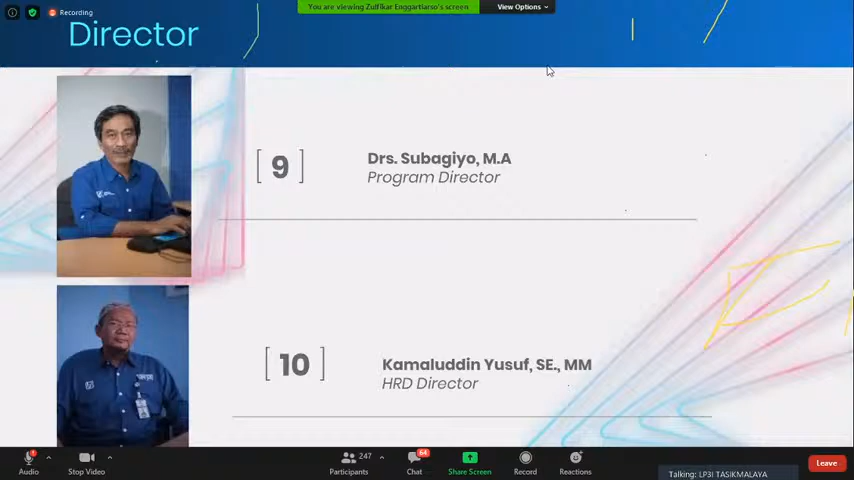 Recording
You are viewing Zulfikar Enggartiarso's screen
View Options
Director
[ 9 ]
Drs. Subagiyo, M.A
Program Director
[ 10 ]
Kamaluddin Yusuf, SE., MM
HRD Director
Audio
Stop Video
247
Participants
64
Chat
Share Screen
Record
Reactions
Leave
Talking: LP3I TASIKMALAYA